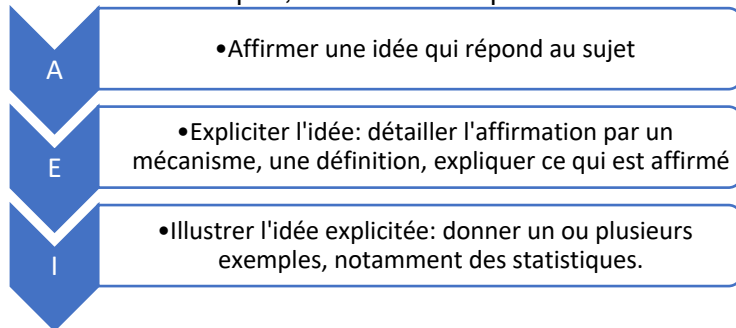 A
•Affirmer une idée qui répond au sujet
E
•Expliciter l'idée: détailler l'affirmation par un
mécanisme, une définition, expliquer ce qui est affirmé
I
•Illustrer l'idée explicitée: donner un ou plusieurs
exemples, notamment des statistiques.